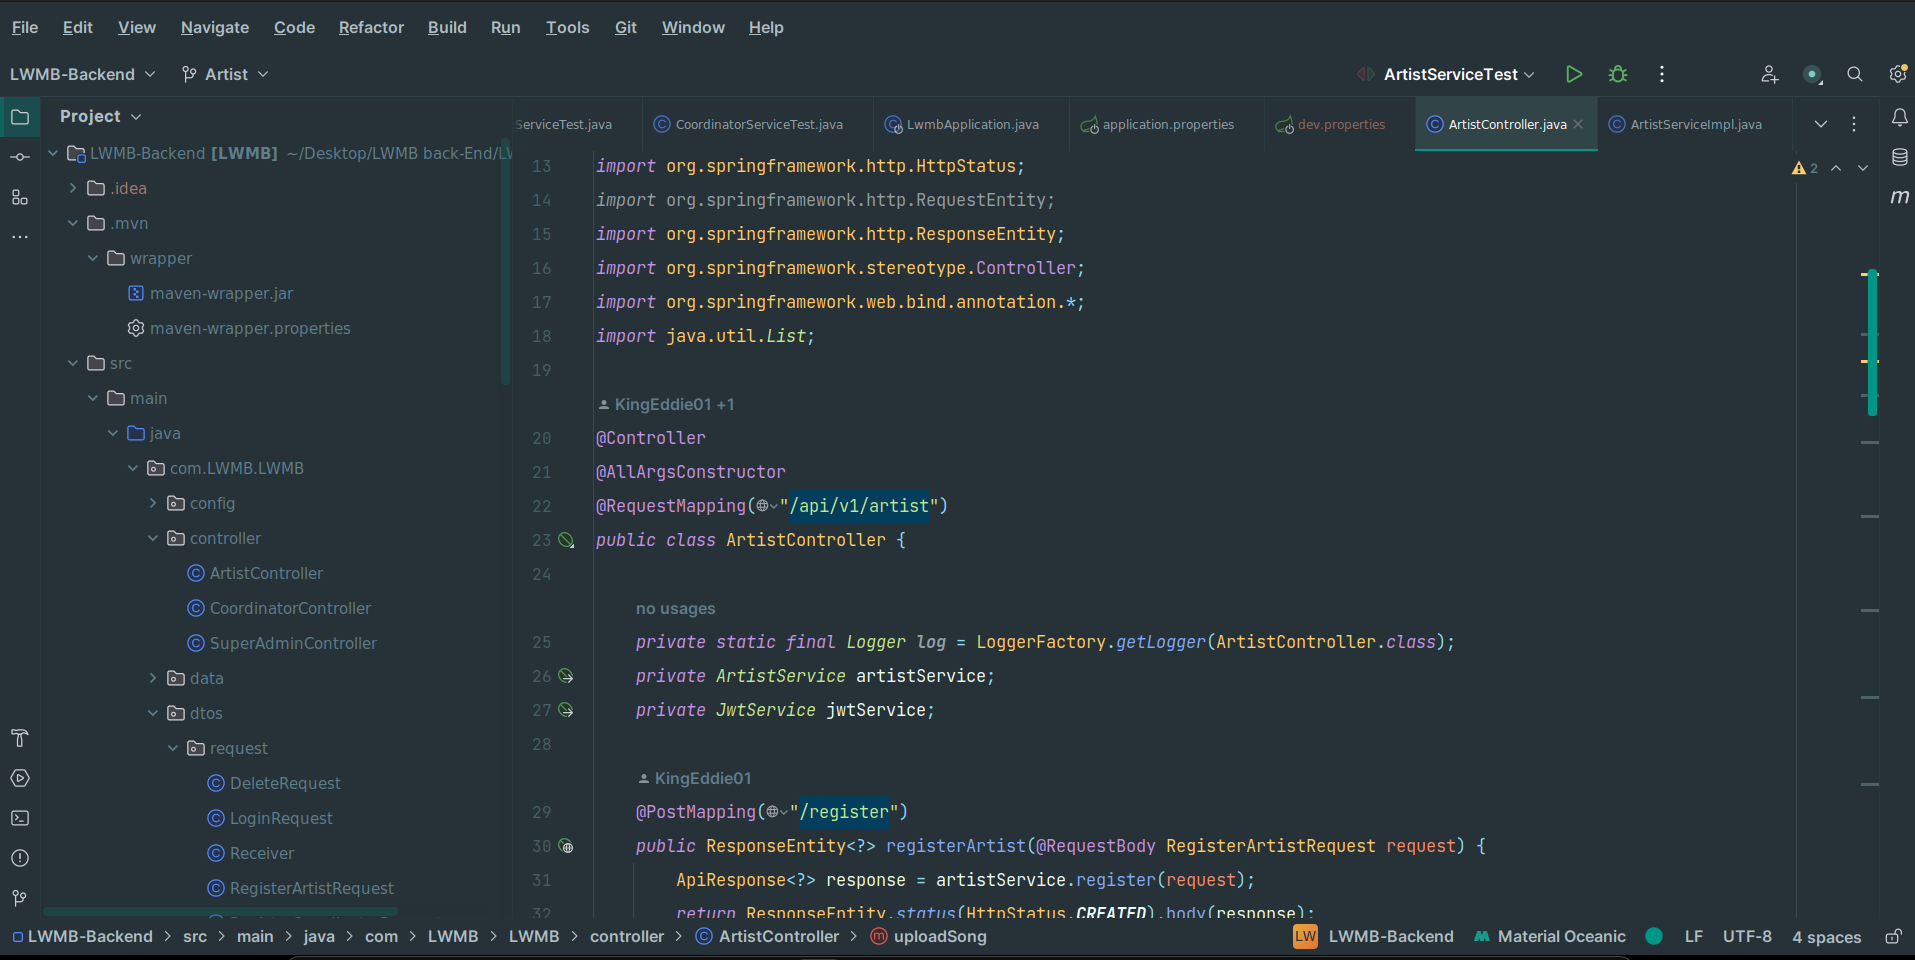 File Edit View Navigate Code Refactor Build Run Tools Git Window Help
LWMB-Backend Artist ArtistServiceTest
Project
ServiceTest.java CoordinatorServiceTest.java LwmbApplication.java application.properties dev.properties ArtistController.java ArtistServiceImpl.java
LWMB-Backend [LWMB] ~/Desktop/LWMB back-End/LW
.idea
.mvn
wrapper
maven-wrapper.jar
maven-wrapper.properties
src
main
java
com.LWMB.LWMB
config
controller
ArtistController
CoordinatorController
SuperAdminController
data
dtos
request
DeleteRequest
LoginRequest
Receiver
RegisterArtistRequest
2
m
13 import org.springframework.http.HttpStatus;
14 import org.springframework.http.RequestEntity;
15 import org.springframework.http.ResponseEntity;
16 import org.springframework.stereotype.Controller;
17 import org.springframework.web.bind.annotation.*;
18 import java.util.List;
19
KingEddie01 +1
20 @Controller
21 @AllArgsConstructor
22 @RequestMapping("/api/v1/artist")
23 public class ArtistController {
24
no usages
25 private static final Logger log = LoggerFactory.getLogger(ArtistController.class);
26 private ArtistService artistService;
27 private JwtService jwtService;
28
KingEddie01
29 @PostMapping("/register")
30 public ResponseEntity<?> registerArtist(@RequestBody RegisterArtistRequest request) {
31 ApiResponse<?> response = artistService.register(request);
32 return ResponseEntity.status(HttpStatus.CREATED).body(response);
LWMB-Backend > src > main > java > com > LWMB > LWMB > controller > ArtistController > uploadSong
LW LWMB-Backend Material Oceanic LF UTF-8 4 spaces